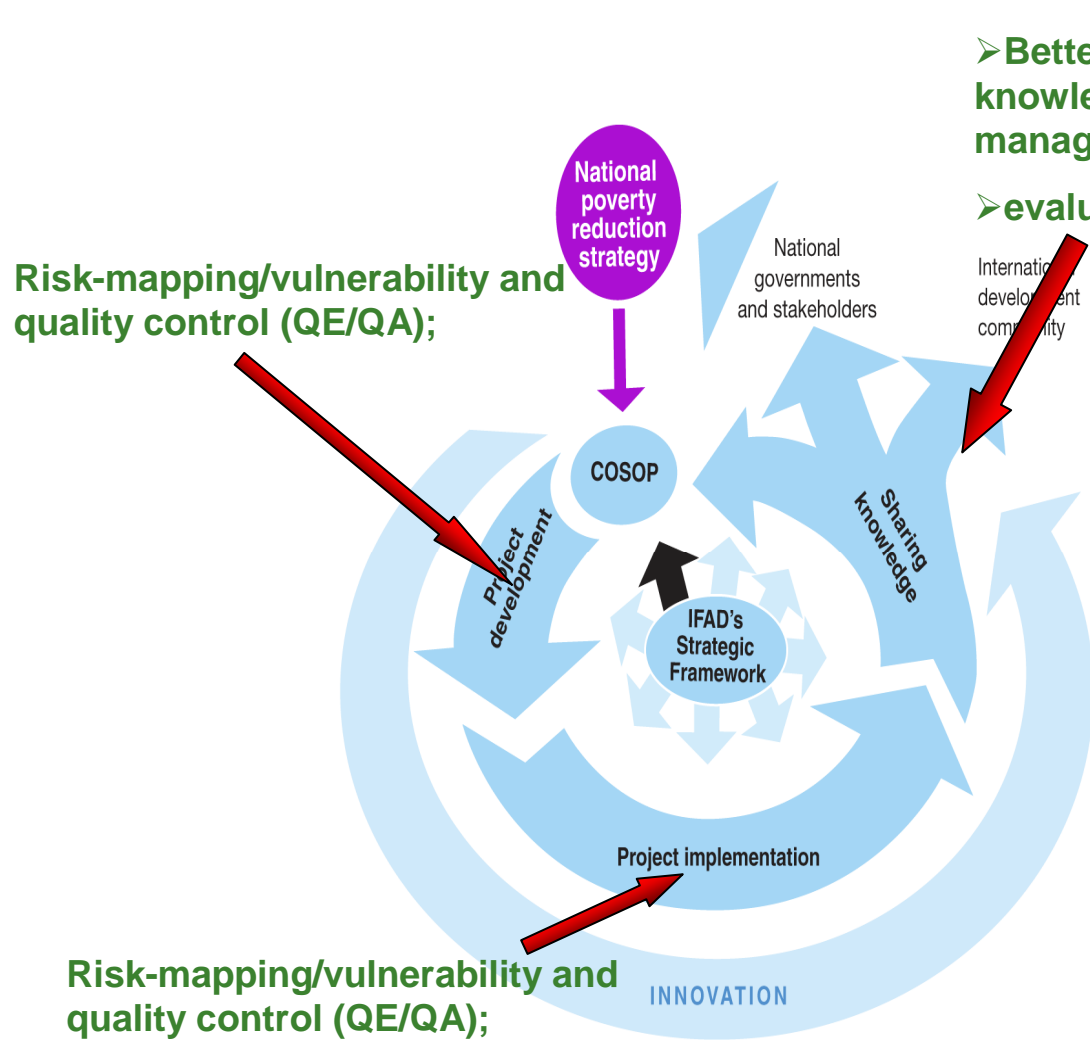 ➢Bette
knowle
manag
➢evalu
National
poverty
reduction
strategy
National
governments
and stakeholders
Risk-mapping/vulnerability and
quality control (QE/QA);
COSOP
Project
development
Sharing
knowledge
IFAD's
Strategic
Framework
Project implementation
Risk-mapping/vulnerability and
quality control (QE/QA);
INNOVATION